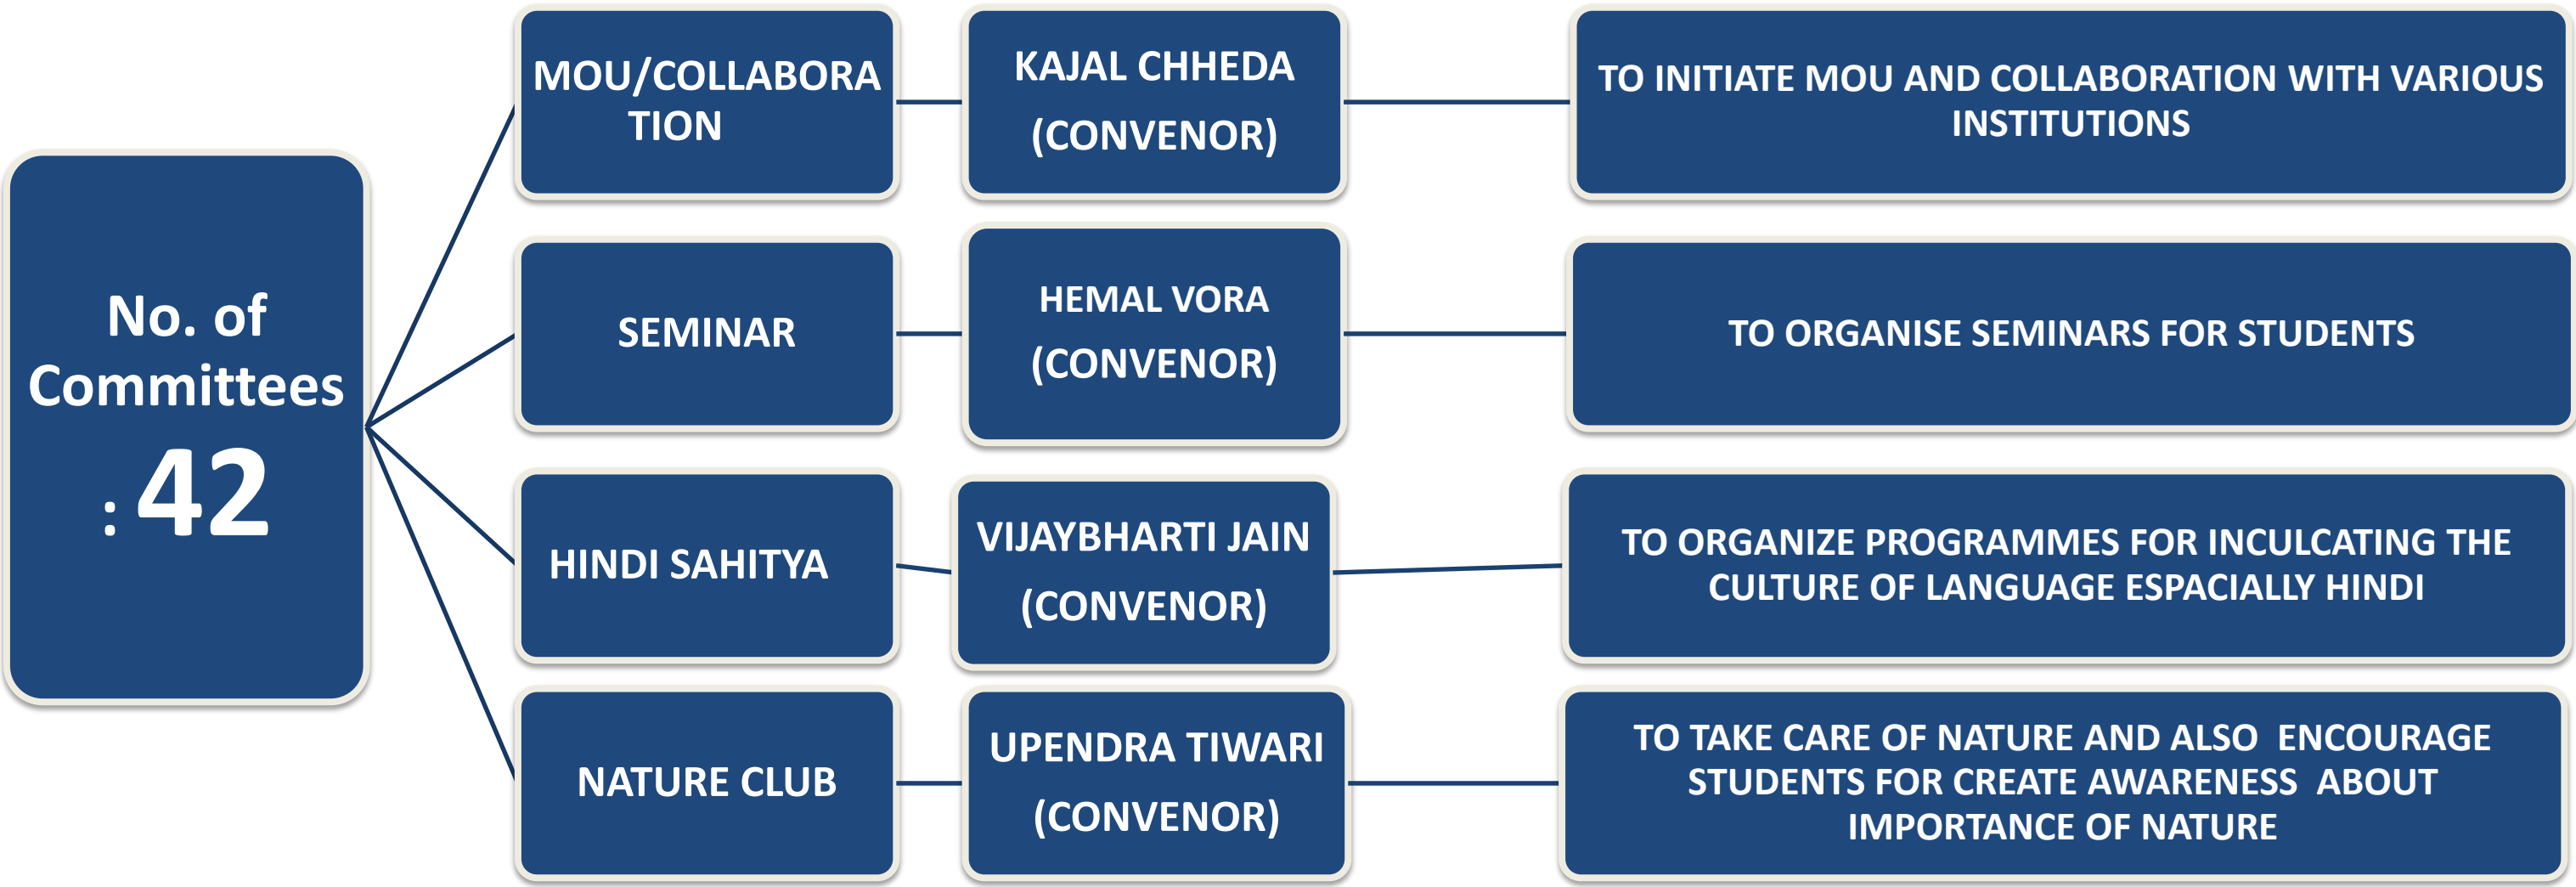 No. of
Committees
: 42
MOU/COLLABORA
TION
KAJAL CHHEDA
(CONVENOR)
TO INITIATE MOU AND COLLABORATION WITH VARIOUS
INSTITUTIONS
SEMINAR
HEMAL VORA
(CONVENOR)
TO ORGANISE SEMINARS FOR STUDENTS
HINDI SAHITYA
VIJAYBHARTI JAIN
(CONVENOR)
TO ORGANIZE PROGRAMMES FOR INCULCATING THE
CULTURE OF LANGUAGE ESPACIALLY HINDI
NATURE CLUB
UPENDRA TIWARI
(CONVENOR)
TO TAKE CARE OF NATURE AND ALSO  ENCOURAGE
STUDENTS FOR CREATE AWARENESS  ABOUT
IMPORTANCE OF NATURE